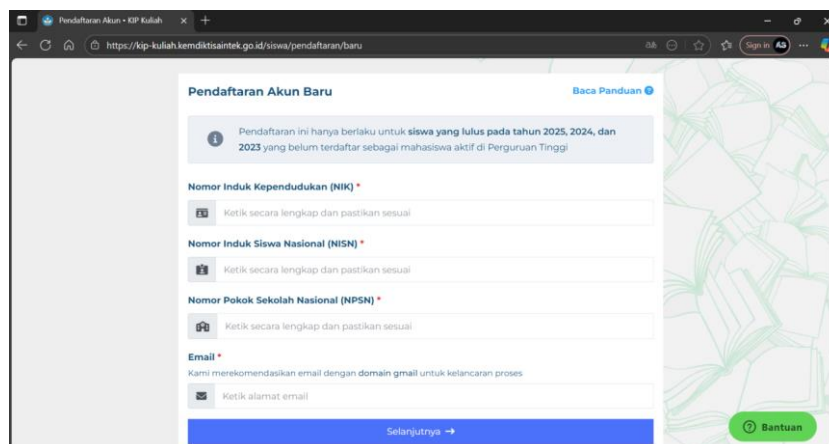 Pendaftaran Akun • KIP Kuliah
https://kip-kuliah.kemdiktisaintek.go.id/siswa/pendaftaran/baru
Sign in
AS
Pendaftaran Akun Baru
Baca Panduan
Pendaftaran ini hanya berlaku untuk siswa yang lulus pada tahun 2025, 2024, dan
2023 yang belum terdaftar sebagai mahasiswa aktif di Perguruan Tinggi
Nomor Induk Kependudukan (NIK) *
Ketik secara lengkap dan pastikan sesuai
Nomor Induk Siswa Nasional (NISN) *
Ketik secara lengkap dan pastikan sesuai
Nomor Pokok Sekolah Nasional (NPSN) *
Ketik secara lengkap dan pastikan sesuai
Email *
Kami merekomendasikan email dengan domain gmail untuk kelancaran proses
Ketik alamat email
Selanjutnya →
Bantuan